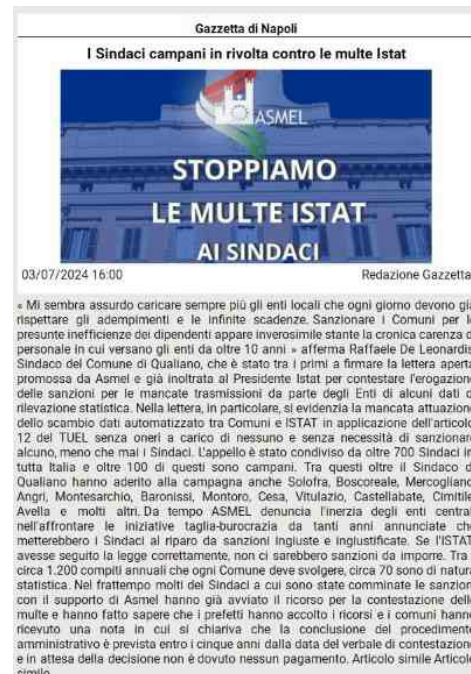 Gazzetta di Napoli
I Sindaci campani in rivolta contro le multe Istat
ASMEL
STOPPIAMO
LE MULTE ISTAT
AI SINDACI
03/07/2024 16:00
Redazione Gazzetta
« Mi sembra assurdo caricare sempre più gli enti locali che ogni giorno devono già
rispettare gli adempimenti e le infinite scadenze. Sanzionare i Comuni per le
presunte inefficienze dei dipendenti appare inverosimile stante la cronica carenza di
personale in cui versano gli enti da oltre 10 anni » afferma Raffaele De Leonardis
Sindaco del Comune di Qualiano, che è stato tra i primi a firmare la lettera aperta
promossa da Asmel e già inoltrata al Presidente Istat per contestare l'erogazione
delle sanzioni per le mancate trasmissioni da parte degli Enti di alcuni dati di
rilevazione statistica. Nella lettera, in particolare, si evidenzia la mancata attuazione
dello scambio dati automatizzato tra Comuni e ISTAT in applicazione dell'articolo
12 del TUEL senza oneri a carico di nessuno e senza necessità di sanzionare
alcuno, meno che mai i Sindaci. L'appello è stato condiviso da oltre 700 Sindaci in
tutta Italia e oltre 100 di questi sono campani. Tra questi oltre il Sindaco di
Qualiano hanno aderito alla campagna anche Solofra, Boscoreale, Mercogliano,
Angri, Montesarchio, Baronissi, Montoro, Cesa, Vitulazio, Castellabate, Cimitile,
Avella e molti altri. Da tempo ASMEL denuncia l'inerzia degli enti centrali
nell'affrontare le iniziative taglia-burocrazia da tanti anni annunciate che
metterebbero i Sindaci al riparo da sanzioni ingiuste e ingiustificate. Se l'ISTAT
avesse seguito la legge correttamente, non ci sarebbero sanzioni da imporre. Tra i
circa 1.200 compiti annuali che ogni Comune deve svolgere, circa 70 sono di natura
statistica. Nel frattempo molti dei Sindaci a cui sono state comminate le sanzioni
con il supporto di Asmel hanno già avviato il ricorso per la contestazione delle
multe e hanno fatto sapere che i prefetti hanno accolto i ricorsi e i comuni hanno
ricevuto una nota in cui si chiariva che la conclusione del procedimento
amministrativo è prevista entro i cinque anni dalla data del verbale di contestazione
e in attesa della decisione non è dovuto nessun pagamento. Articolo simile Articolo
simile